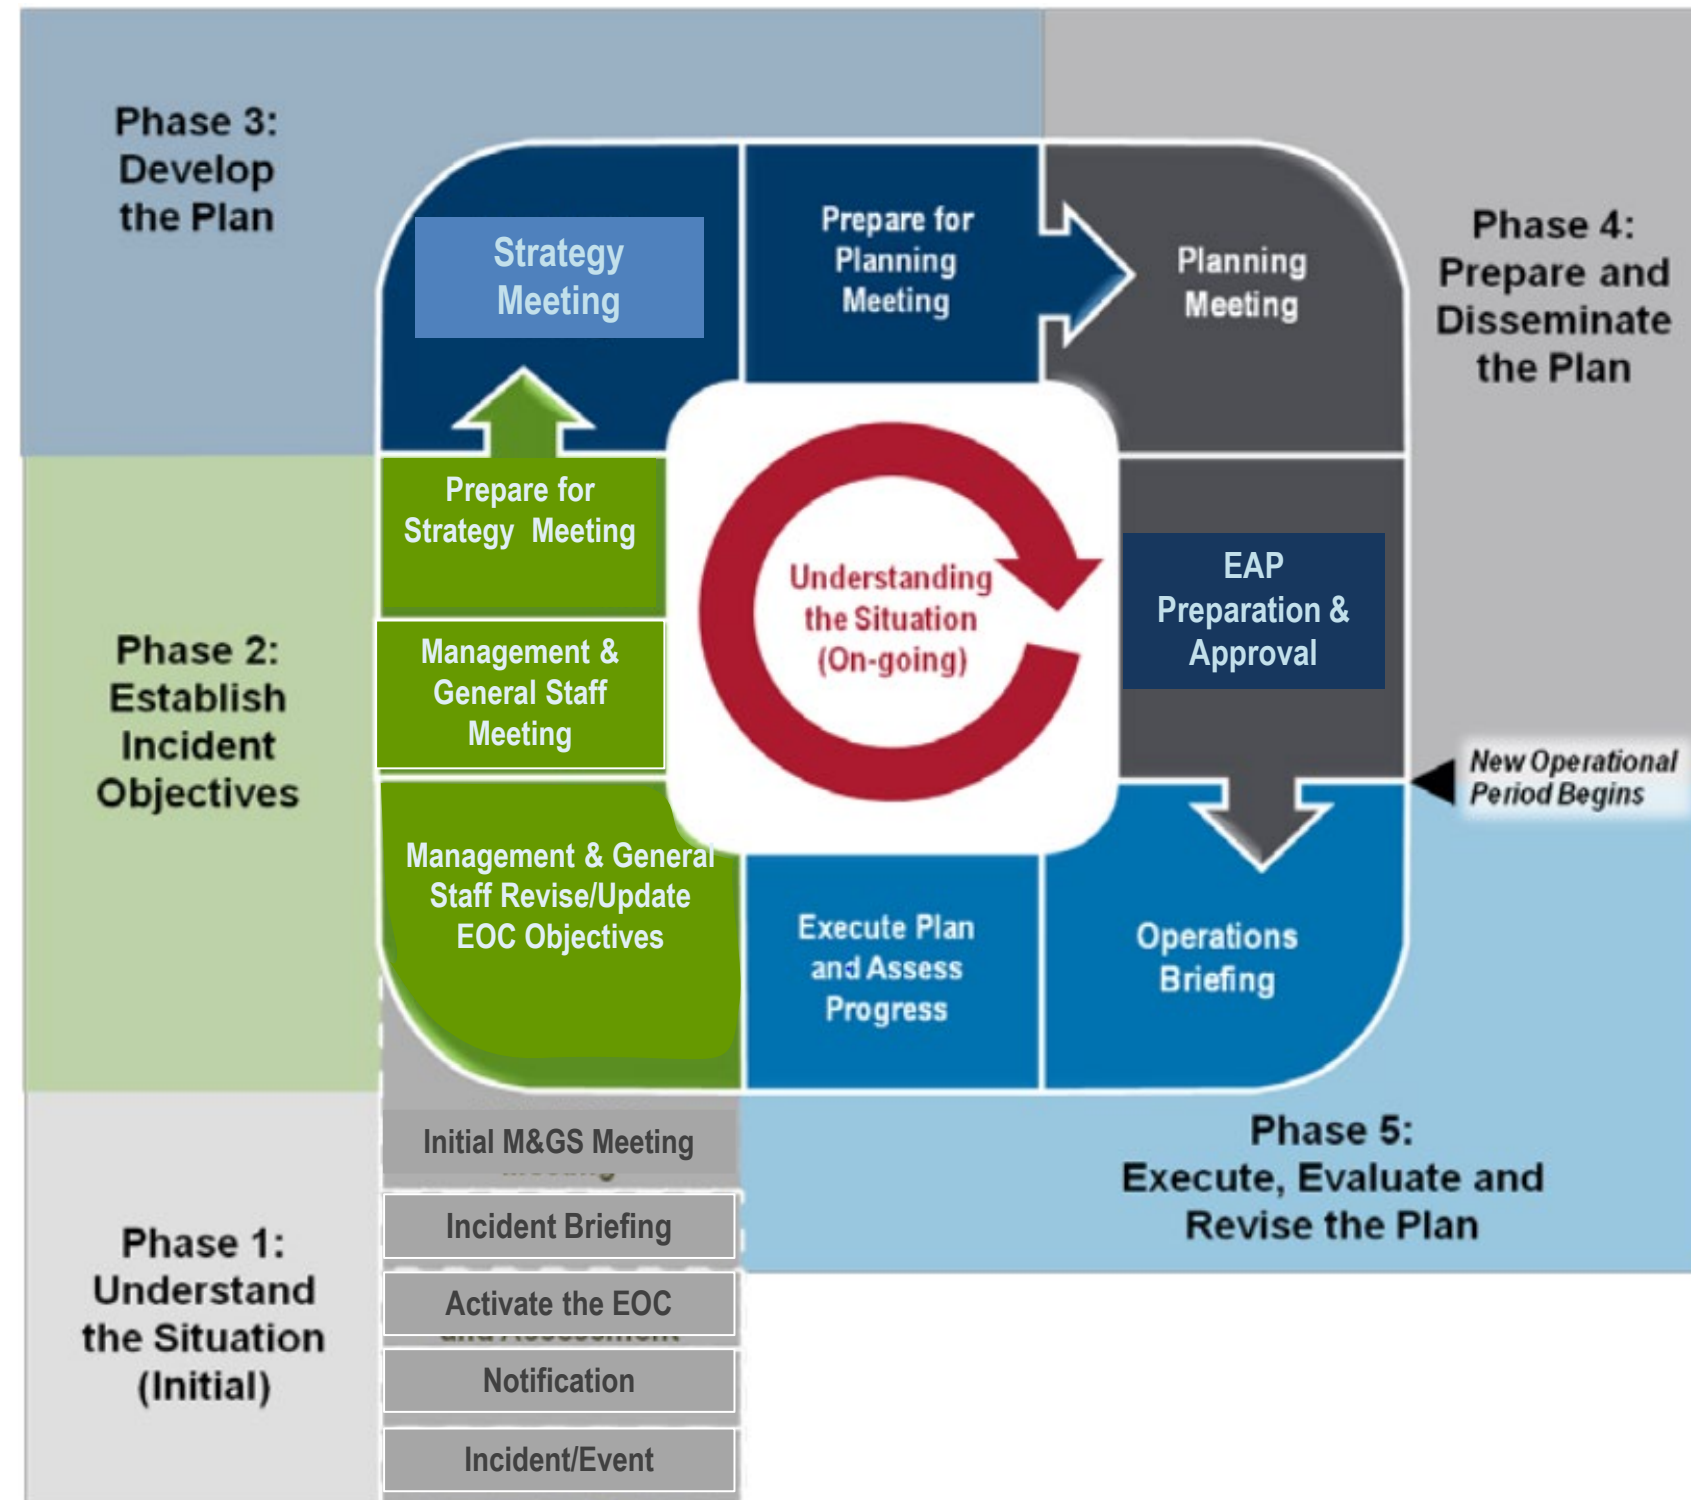 Phase 3:
Develop
the Plan
Strategy
Meeting
Prepare for
Planning
Meeting
Planning
Meeting
Phase 4:
Prepare and
Disseminate
the Plan
Prepare for
Strategy Meeting
Understanding
the Situation
(On-going)
EAP
Preparation &
Approval
Phase 2:
Establish
Incident
Objectives
Management &
General Staff
Meeting
New Operational
Period Begins
Management & General
Staff Revise/Update
EOC Objectives
Execute Plan
and Assess
Progress
Operations
Briefing
Phase 5:
Execute, Evaluate and
Revise the Plan
Phase 1:
Understand
the Situation
(Initial)
Initial M&GS Meeting
Incident Briefing
Activate the EOC
Notification
Incident/Event